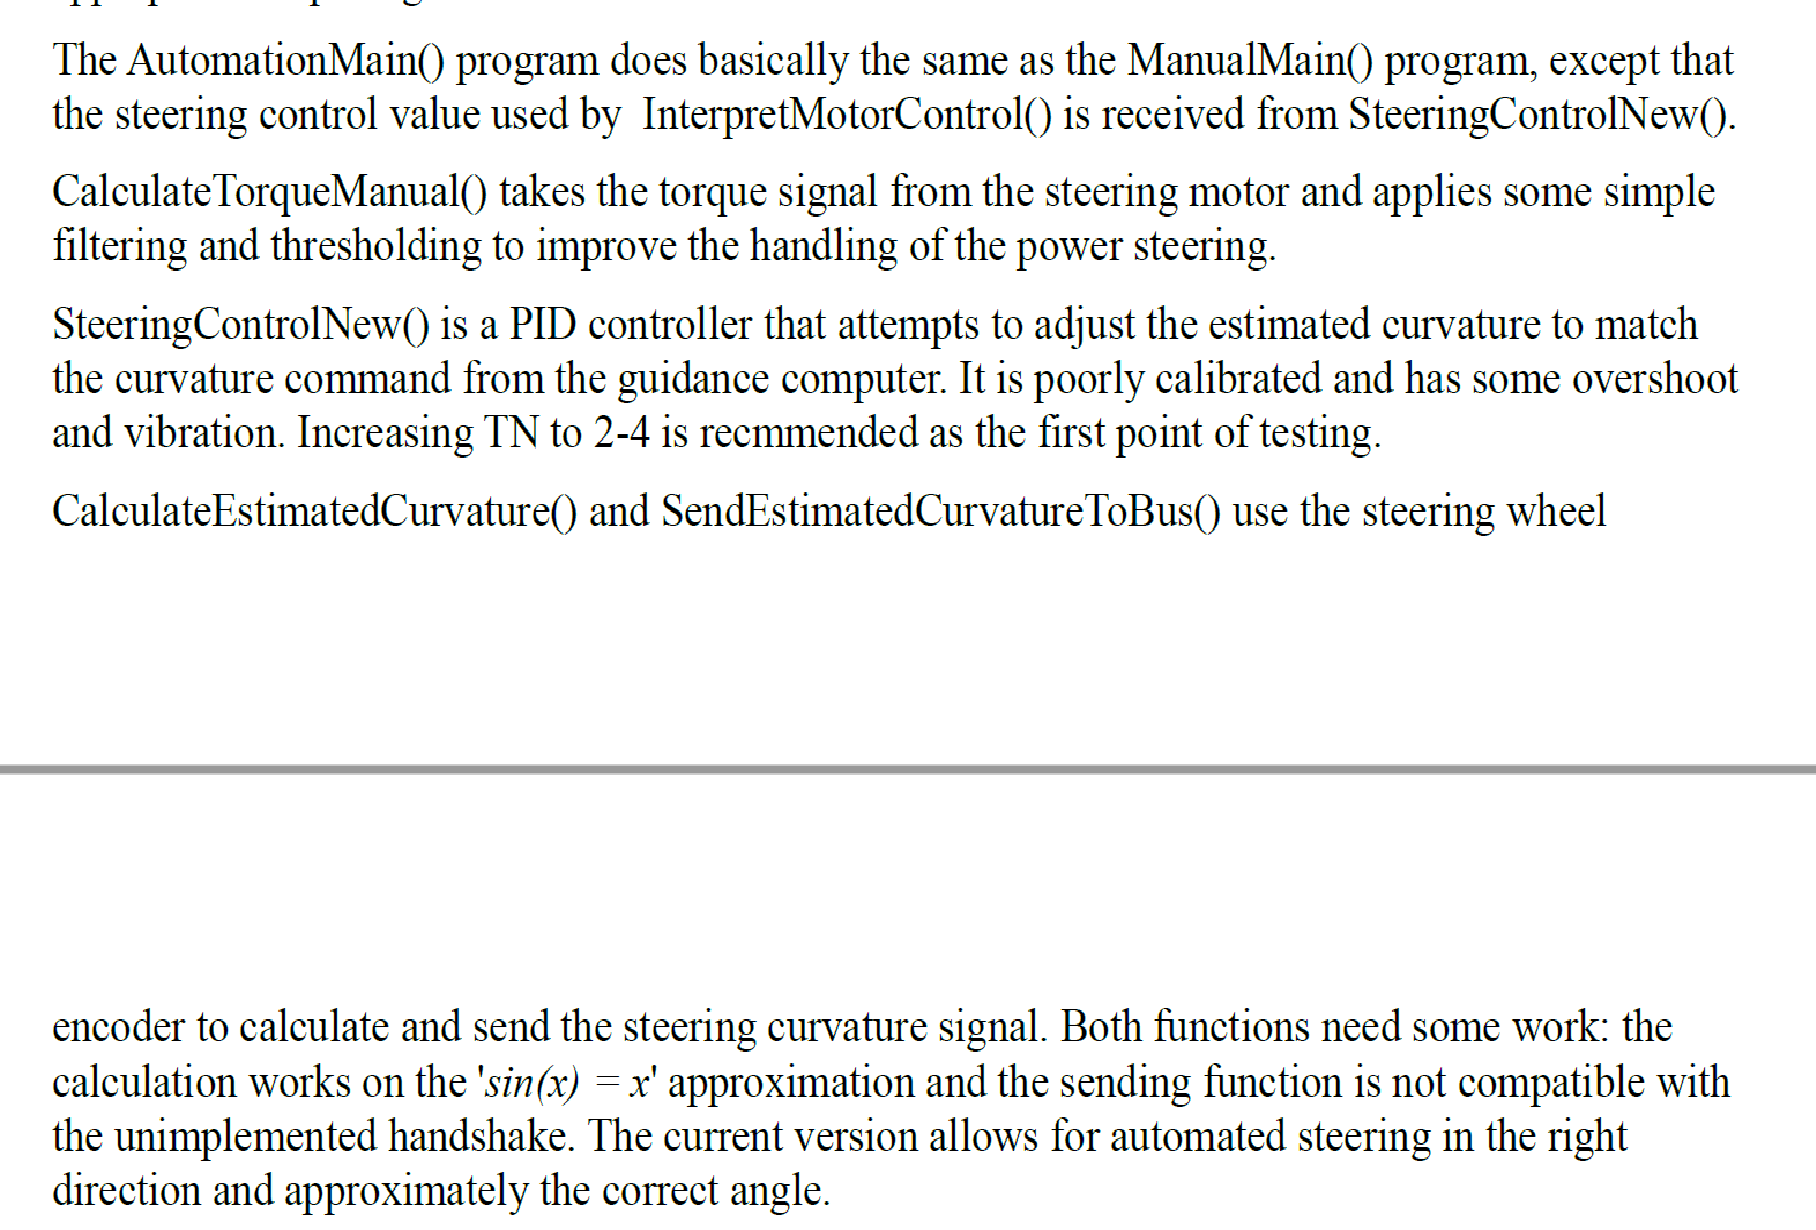 The AutomationMain() program does basically the same as the ManualMain() program, except that
the steering control value used by  InterpretMotorControl() is received from SteeringControlNew().
CalculateTorqueManual() takes the torque signal from the steering motor and applies some simple
filtering and thresholding to improve the handling of the power steering.
SteeringControlNew() is a PID controller that attempts to adjust the estimated curvature to match
the curvature command from the guidance computer. It is poorly calibrated and has some overshoot
and vibration. Increasing TN to 2-4 is recmmended as the first point of testing.
CalculateEstimatedCurvature() and SendEstimatedCurvatureToBus() use the steering wheel
encoder to calculate and send the steering curvature signal. Both functions need some work: the
calculation works on the 'sin(x) = x' approximation and the sending function is not compatible with
the unimplemented handshake. The current version allows for automated steering in the right
direction and approximately the correct angle.